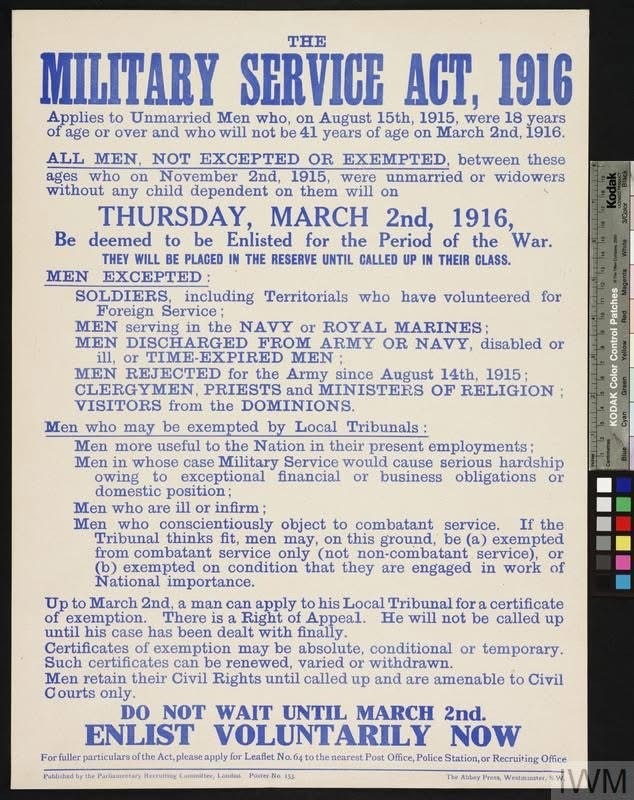 THE
MILITARY SERVICE ACT, 1916
Applies to Unmarried Men who, on August 15th, 1915, were 18 years
of age or over and who will not be 41 years of age on March 2nd, 1916.
ALL MEN, NOT EXCEPTED OR EXEMPTED, between these
ages who on November 2nd, 1915, were unmarried or widowers
without any child dependent on them will on
THURSDAY, MARCH 2nd, 1916,
Be deemed to be Enlisted for the Period of the War.
THEY WILL BE PLACED IN THE RESERVE UNTIL CALLED UP IN THEIR CLASS.
MEN EXCEPTED:
SOLDIERS, including Territorials who have volunteered for
Foreign Service;
MEN serving in the NAVY or ROYAL MARINES;
MEN DISCHARGED FROM ARMY OR NAVY, disabled or
ill, or TIME-EXPIRED MEN;
MEN REJECTED for the Army since August 14th, 1915;
CLERGYMEN, PRIESTS and MINISTERS OF RELIGION;
VISITORS from the DOMINIONS.
Men who may be exempted by Local Tribunals:
Men more useful to the Nation in their present employments;
Men in whose case Military Service would cause serious hardship
owing to exceptional financial or business obligations or
domestic position;
Men who are ill or infirm;
Men who conscientiously object to combatant service. If the
Tribunal thinks fit, men may, on this ground, be (a) exempted
from combatant service only (not non-combatant service), or
(b) exempted on condition that they are engaged in work of
National importance.
Up to March 2nd, a man can apply to his Local Tribunal for a certificate
of exemption. There is a Right of Appeal. He will not be called up
until his case has been dealt with finally.
Certificates of exemption may be absolute, conditional or temporary.
Such certificates can be renewed, varied or withdrawn.
Men retain their Civil Rights until called up and are amenable to Civil
Courts only.
DO NOT WAIT UNTIL MARCH 2nd.
ENLIST VOLUNTARILY NOW
For fuller particulars of the Act, please apply for Leaflet No. 64 to the nearest Post Office, Police Station, or Recruiting Office
Published by the Parliamentary Recruiting Committee, London. Poster No. 153.
The Abbey Press, Westminster, S.W.
IWM
Kodak
KODAK Color Control Patches
Blue Cyan Green Yellow Red Magenta White 3/Color Black